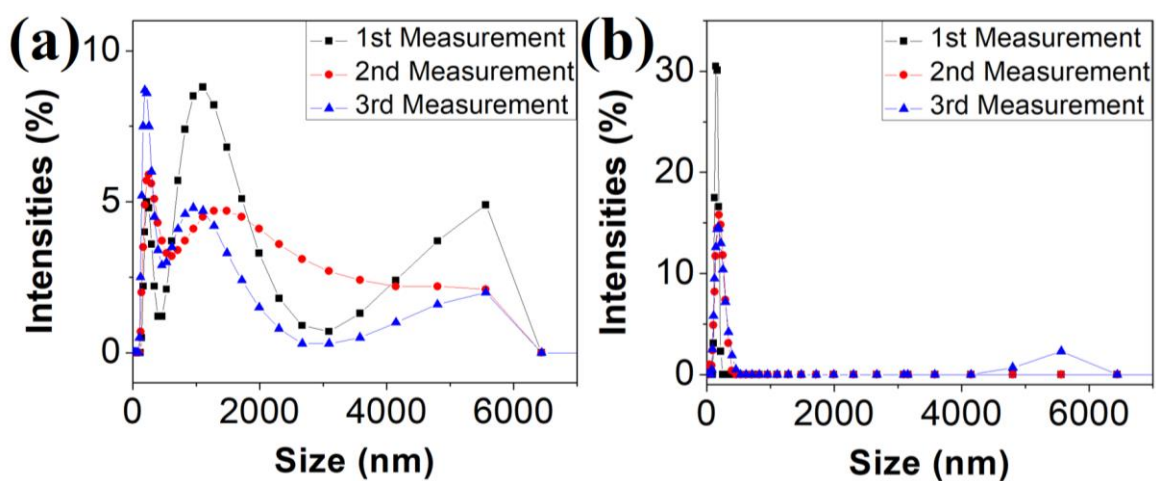 (a)
Intensities (%)
10
5
0
1st Measurement
2nd Measurement
3rd Measurement
0 2000 4000 6000
Size (nm)
(b)
Intensities (%)
30
20
10
0
1st Measurement
2nd Measurement
3rd Measurement
0 2000 4000 6000
Size (nm)